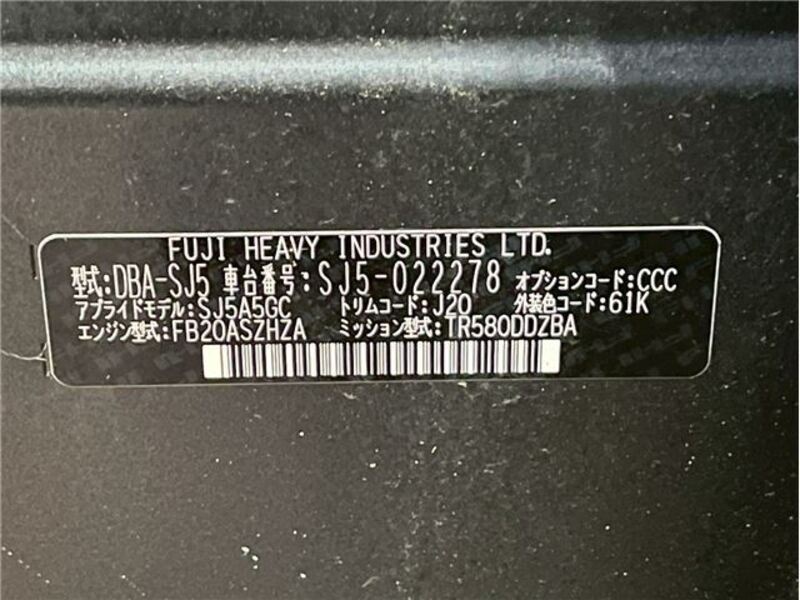 FUJI HEAVY INDUSTRIES LTD.
型式:DBA-SJ5 車台番号:SJ5-022278 オプションコード:CCC
アプライドモデル:SJ5A5GC トリムコード:J20 外装色コード:61K
エンジン型式:FB20ASZHZA ミッション型式:TR580DDZBA